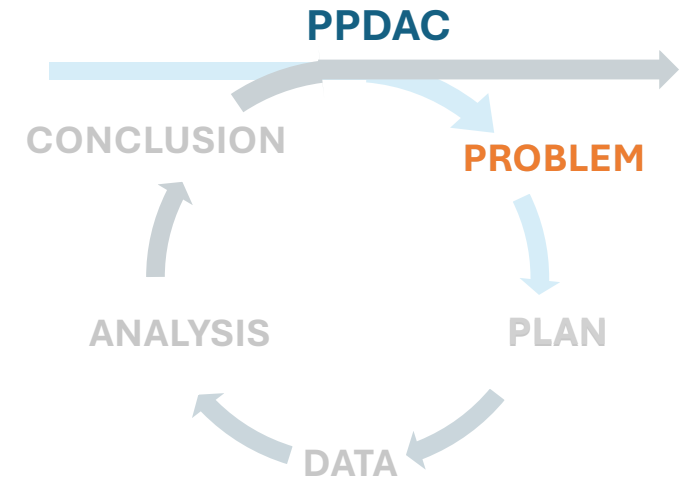 PPDAC
CONCLUSION
PROBLEM
ANALYSIS
PLAN
DATA